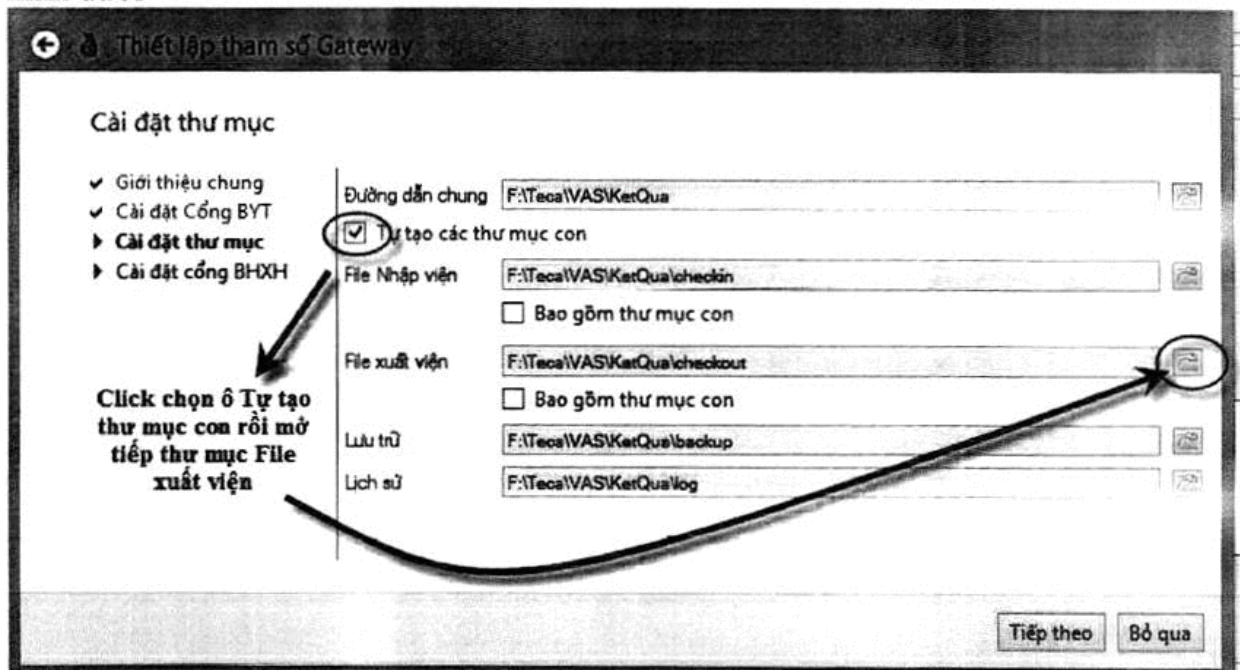 Thiết lập tham số Gateway
Cài đặt thư mục
Giới thiệu chung
Cài đặt Cổng BYT
Cài đặt thư mục
Cài đặt cổng BHXH
Đường dẫn chung F:\Teca\VAS\KetQua
Tự tạo các thư mục con
File Nhập viện F:\Teca\VAS\KetQua\checkin
Bao gồm thư mục con
File xuất viện F:\Teca\VAS\KetQua\checkout
Bao gồm thư mục con
Lưu trữ F:\Teca\VAS\KetQua\backup
Lịch sử F:\Teca\VAS\KetQua\log
Click chọn ô Tự tạo
thư mục con rồi mở
tiếp thư mục File
xuất viện
Tiếp theo Bỏ qua